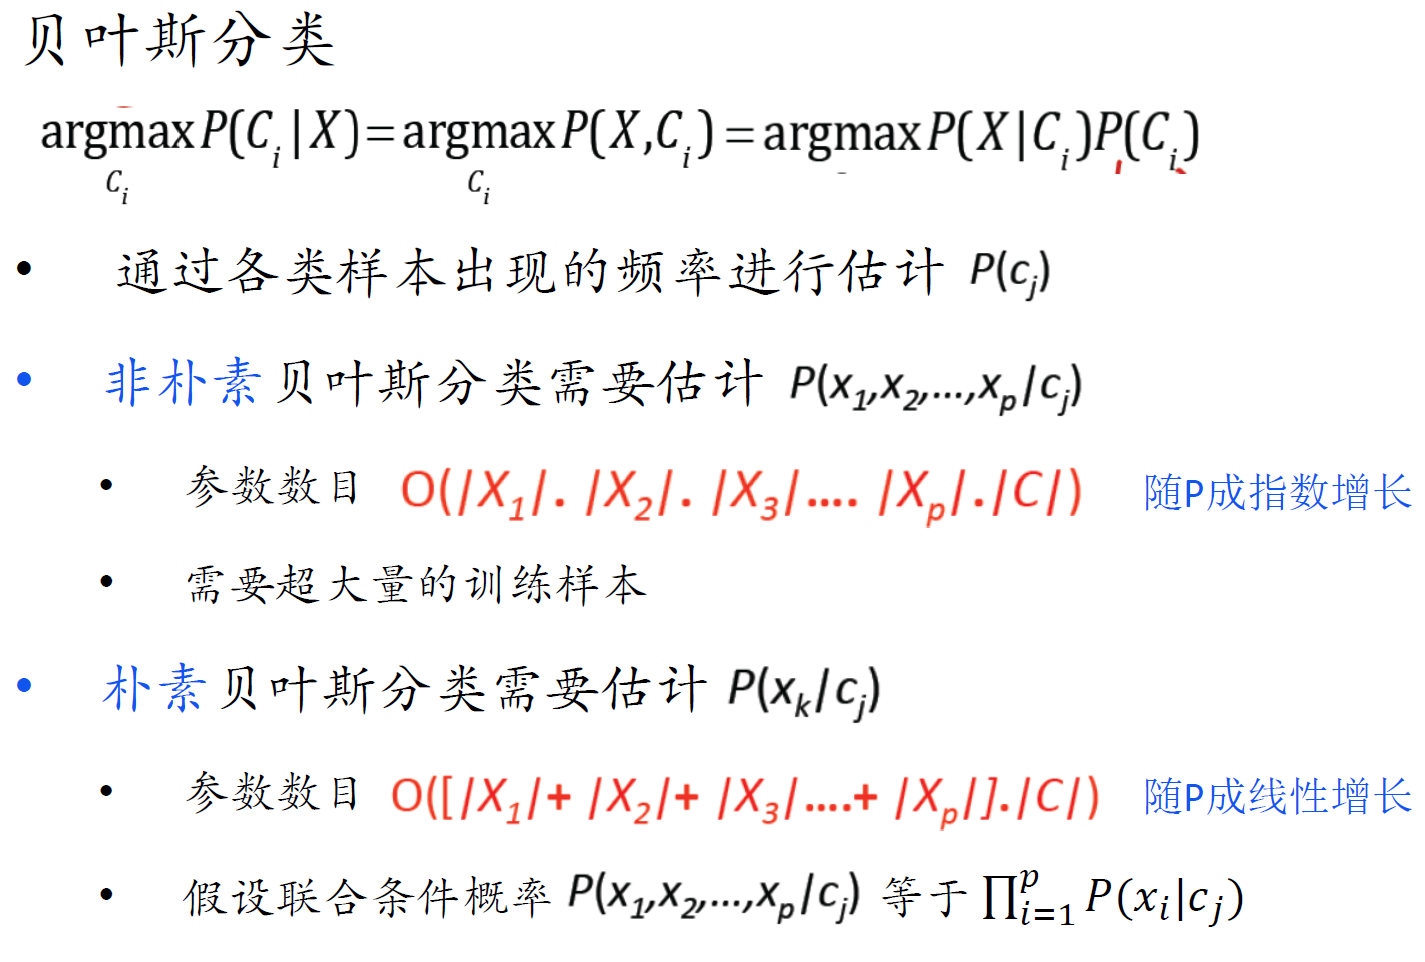 贝叶斯分类
argmax P(C_i|X)=argmax P(X,C_i)=argmax P(X|C_i)P(C_i)
C_i C_i
• 通过各类样本出现的频率进行估计 P(c_j)
• 非朴素贝叶斯分类需要估计 P(x_1,x_2,...,x_p/c_j)
• 参数数目 O(/X_1/. /X_2/. /X_3/.... /X_p/./C/) 随P成指数增长
• 需要超大量的训练样本
• 朴素贝叶斯分类需要估计 P(x_k/c_j)
• 参数数目 O([/X_1/+ /X_2/+ /X_3/....+ /X_p/]./C/) 随P成线性增长
• 假设联合条件概率 P(x_1,x_2,...,x_p/c_j) 等于 ∏_{i=1}^{p} P(x_i|c_j)